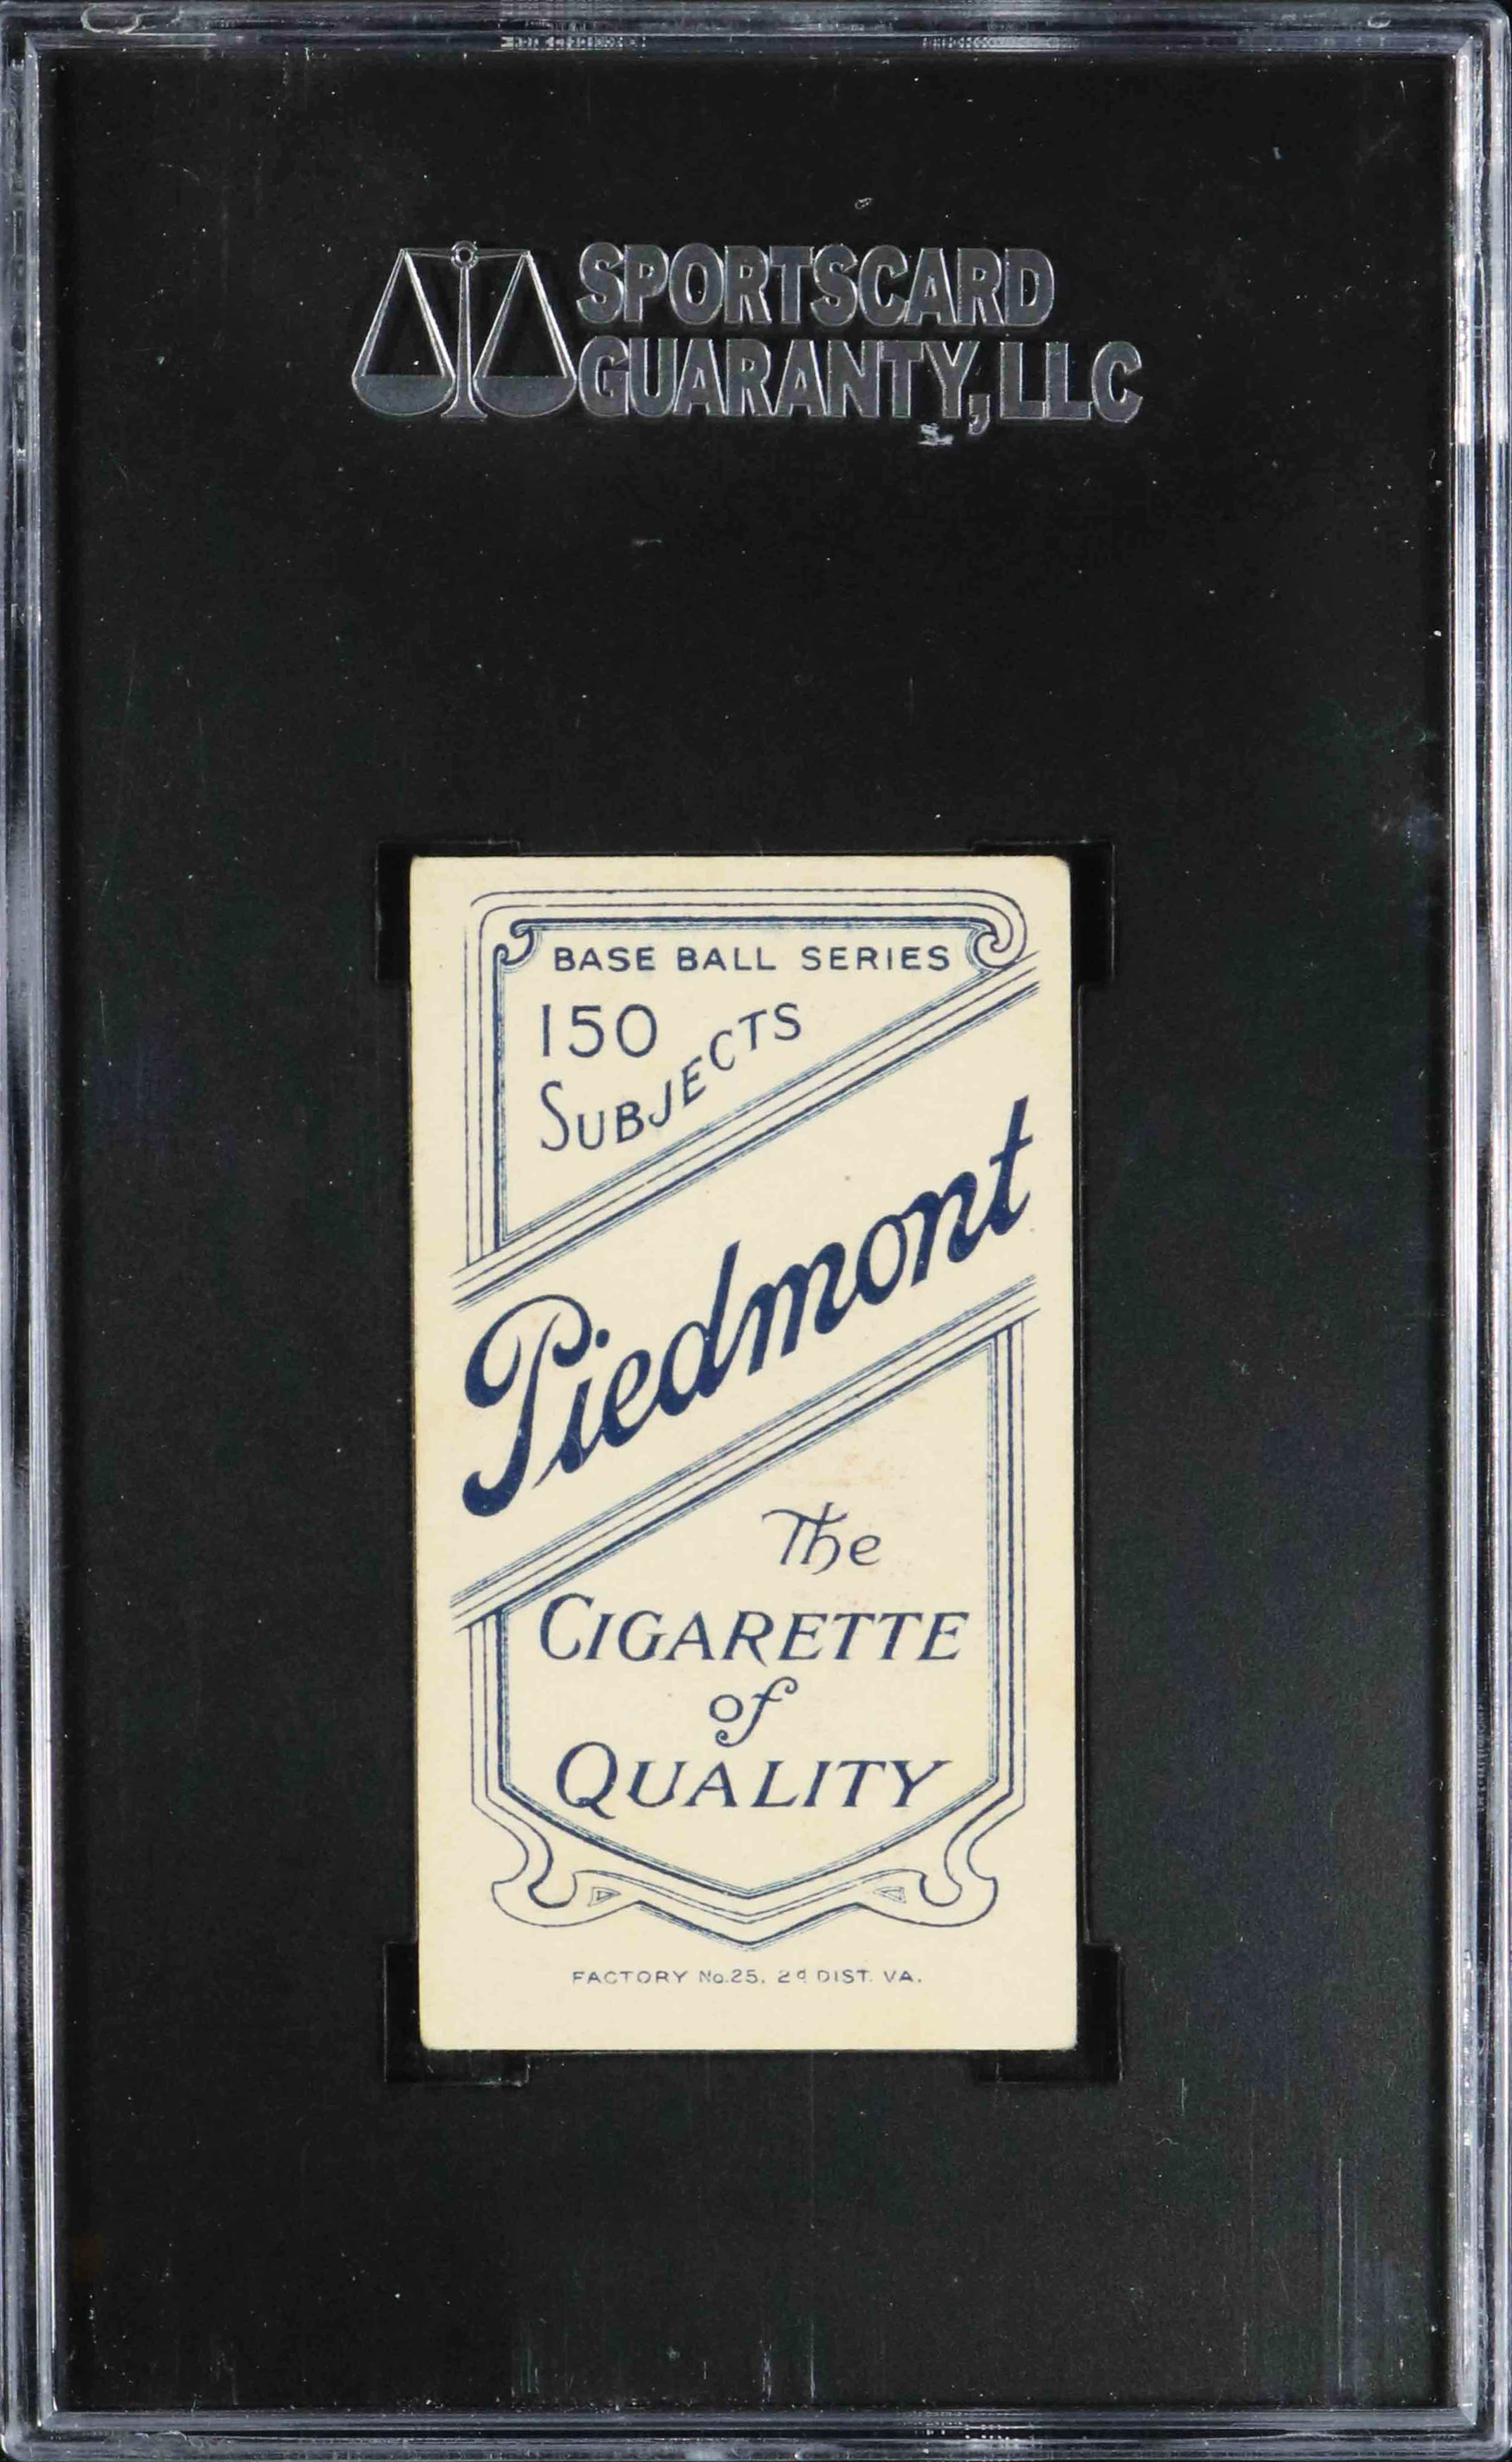 SPORTSCARD
GUARANTY, LLC
BASE BALL SERIES
150
SUBJECTS
Piedmont
The
CIGARETTE
of
QUALITY
FACTORY No. 25, 2d DIST. VA.